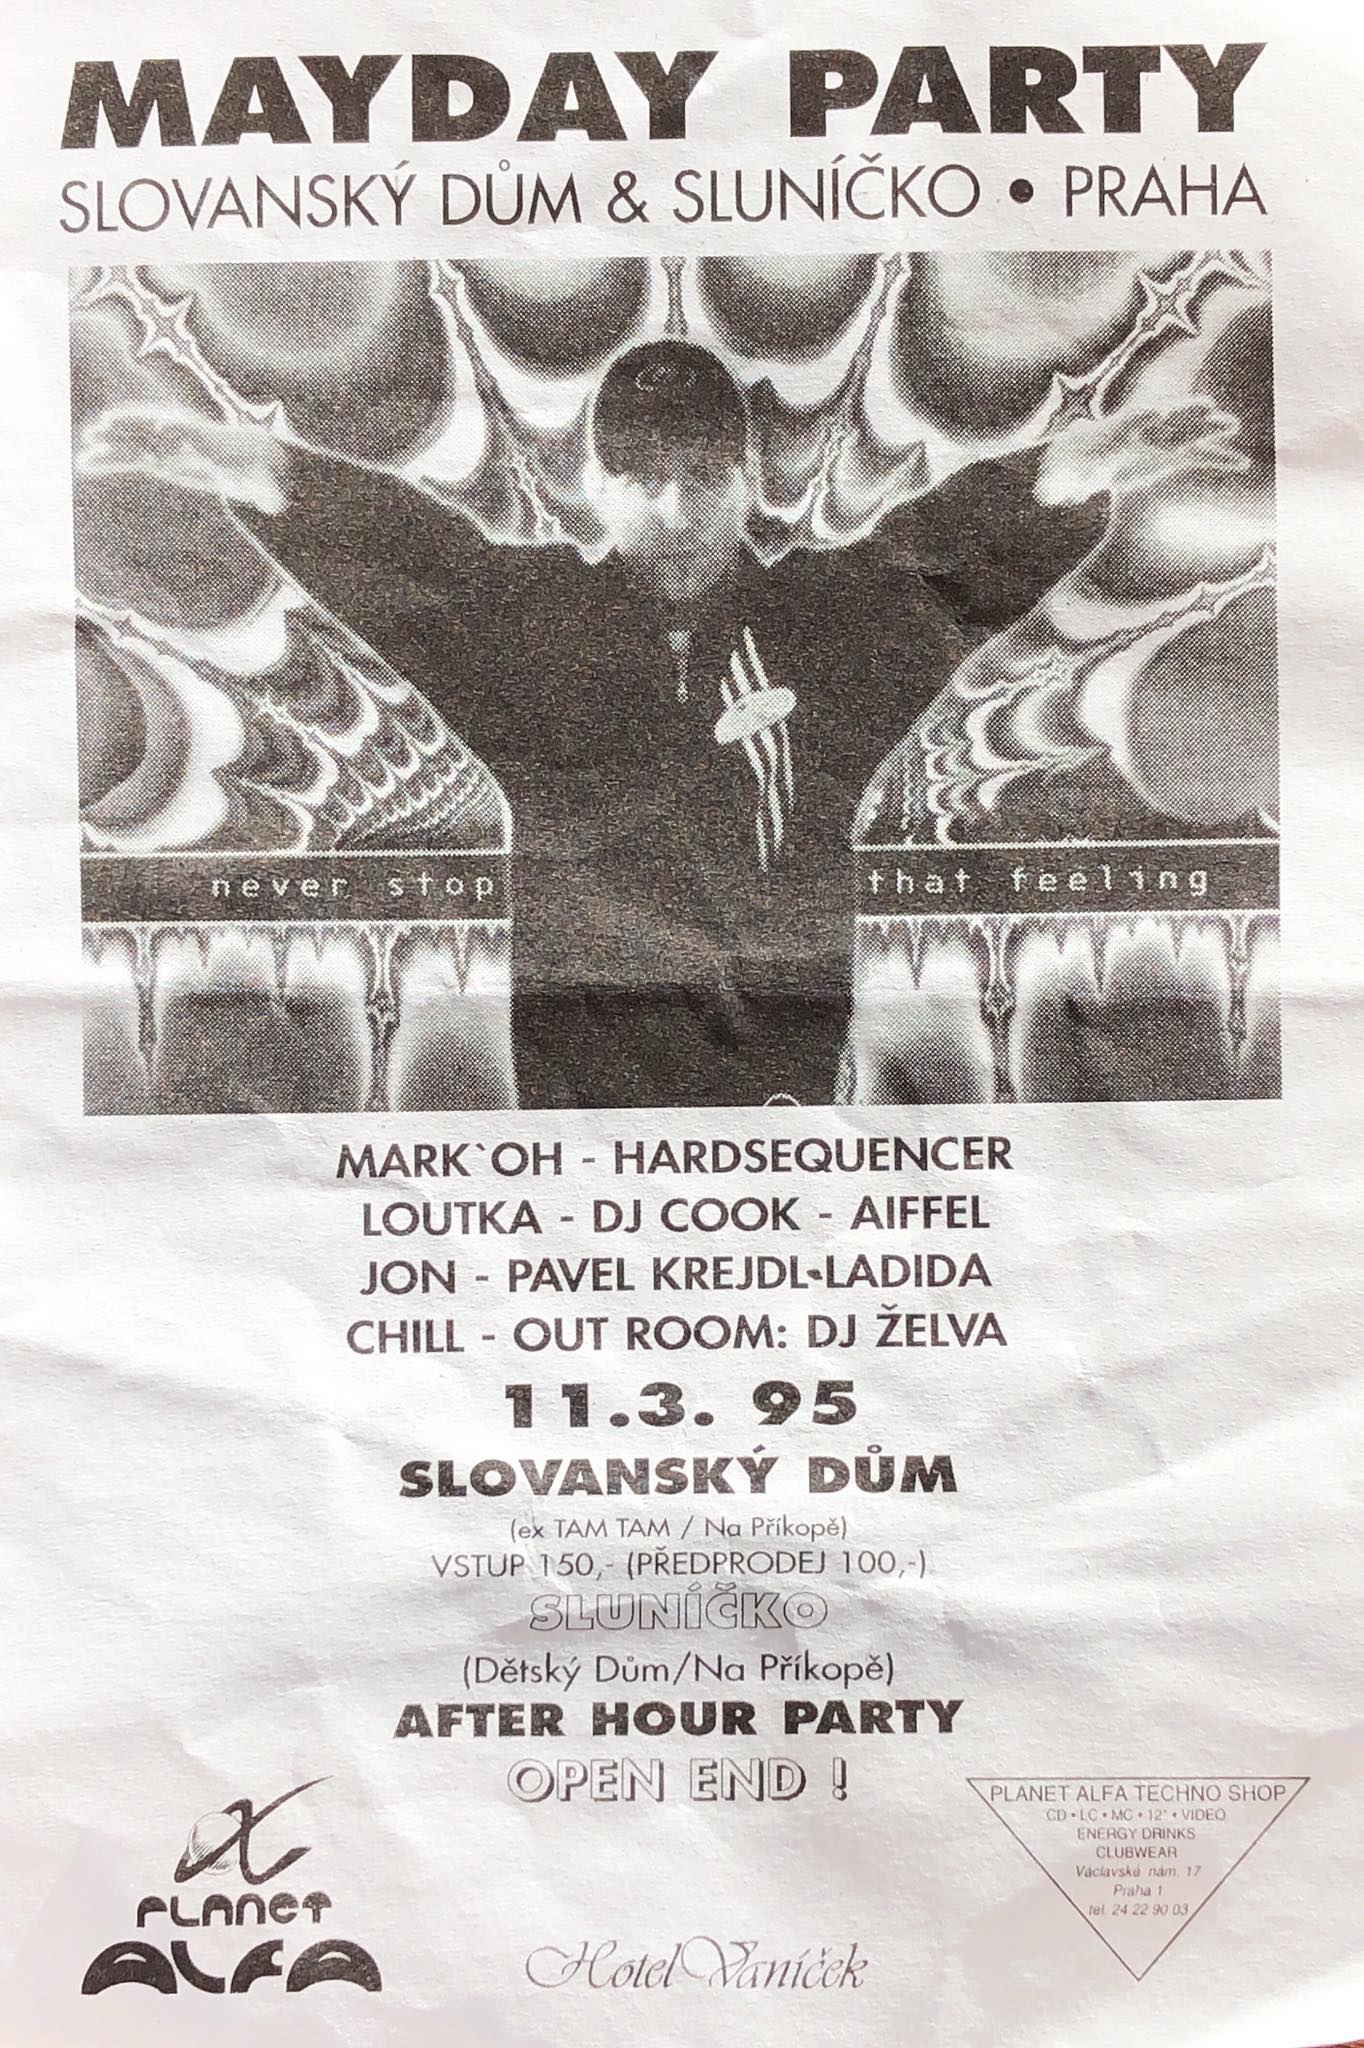 MAYDAY PARTY
SLOVANSKÝ DŮM & SLUNÍČKO • PRAHA
never stop that feeling
MARK`OH - HARDSEQUENCER
LOUTKA - DJ COOK - AIFFEL
JON - PAVEL KREJDL-LADIDA
CHILL - OUT ROOM: DJ ŽELVA
11.3. 95
SLOVANSKÝ DŮM
(ex TAM TAM / Na Příkopě)
VSTUP 150,- (PŘEDPRODEJ 100,-)
SLUNÍČKO
(Dětský Dům/Na Příkopě)
AFTER HOUR PARTY
OPEN END !
PLANET
ALFA
Hotel Vaníček
PLANET ALFA TECHNO SHOP
CD • LC • MC • 12" • VIDEO
ENERGY DRINKS
CLUBWEAR
Václavské nám. 17
Praha 1
tel. 24 22 90 03